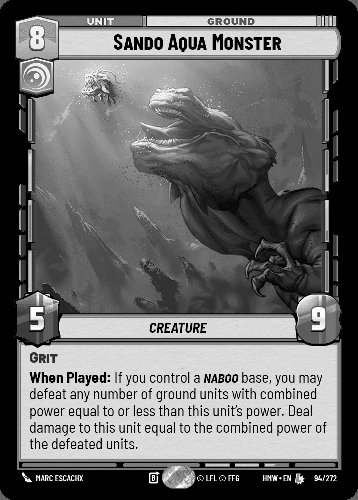 UNIT
GROUND
8
SANDO AQUA MONSTER
5
CREATURE
9
GRIT
When Played: If you control a NABOO base, you may
defeat any number of ground units with combined
power equal to or less than this unit's power. Deal
damage to this unit equal to the combined power of
the defeated units.
MARC ESCACHX
© LFL © FFG
HMW • EN
94/272